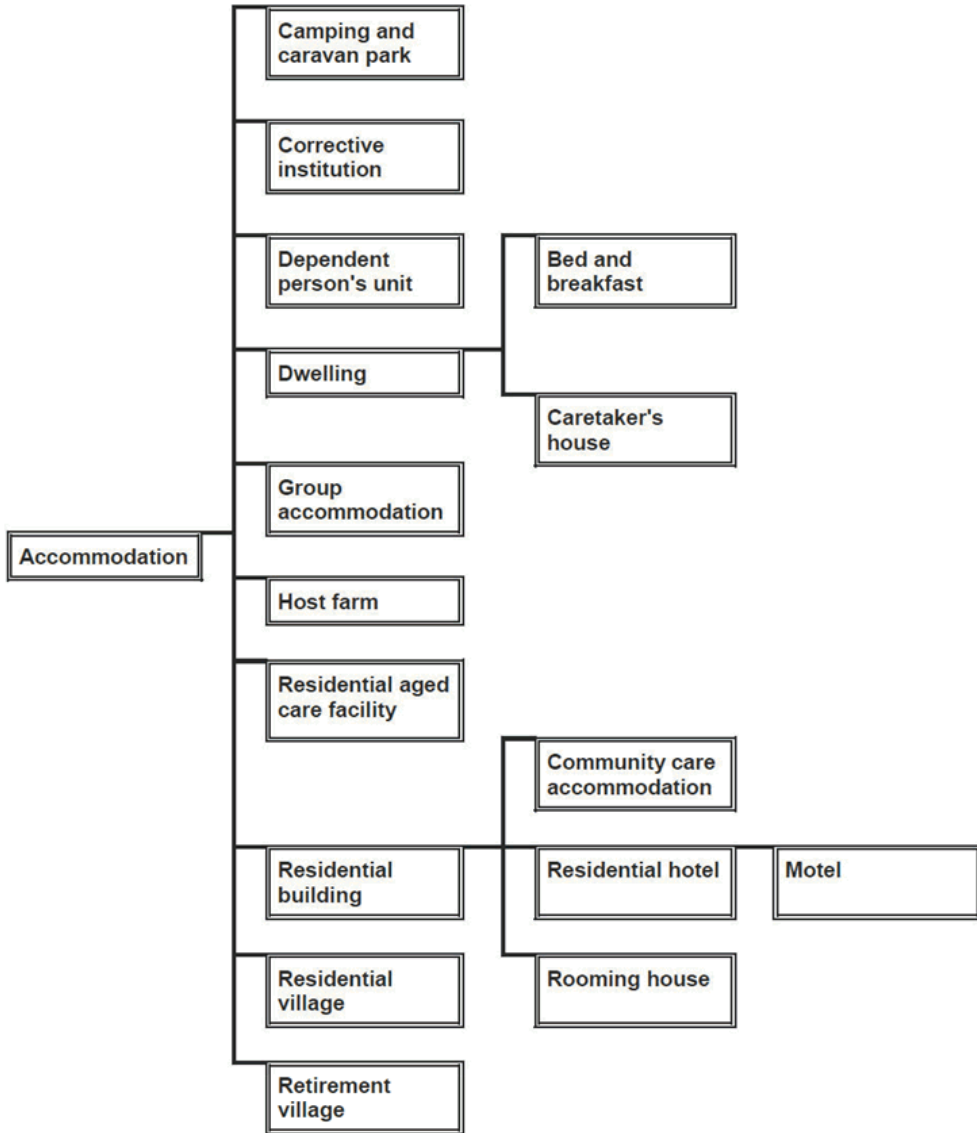 Camping and
caravan park
Corrective
institution
Dependent
person's unit
Bed and
breakfast
Dwelling
Caretaker's
house
Group
accommodation
Accommodation
Host farm
Residential aged
care facility
Community care
accommodation
Residential
building
Residential hotel
Motel
Residential
village
Rooming house
Retirement
village